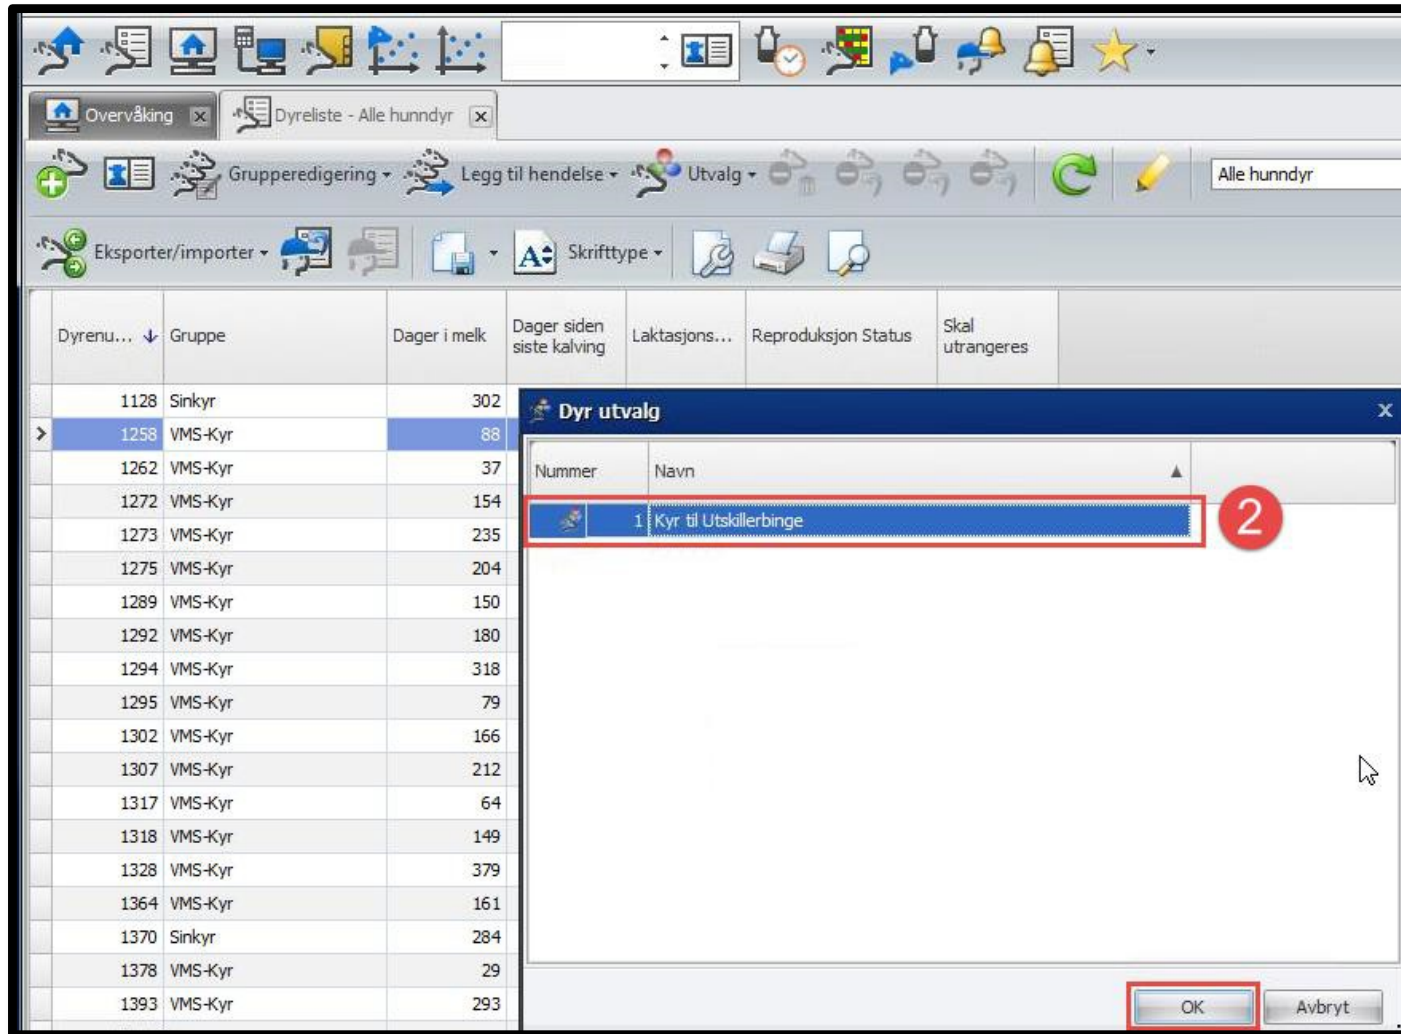 Overvåking
Dyreliste - Alle hunndyr
Grupperedigering
Legg til hendelse
Utvalg
Alle hunndyr
Eksporter/importer
A
Skrifttype
Dyrenu...
Gruppe
Dager i melk
Dager siden
siste kalving
Laktasjons...
Reproduksjon Status
Skal
utrangeres
1128 Sinkyr 302
1258 VMS-Kyr 88
1262 VMS-Kyr 37
1272 VMS-Kyr 154
1273 VMS-Kyr 235
1275 VMS-Kyr 204
1289 VMS-Kyr 150
1292 VMS-Kyr 180
1294 VMS-Kyr 318
1295 VMS-Kyr 79
1302 VMS-Kyr 166
1307 VMS-Kyr 212
1317 VMS-Kyr 64
1318 VMS-Kyr 149
1328 VMS-Kyr 379
1364 VMS-Kyr 161
1370 Sinkyr 284
1378 VMS-Kyr 29
1393 VMS-Kyr 293
Dyr utvalg
Nummer Navn
1 Kyr til Utskillerbinge
2
OK Avbryt